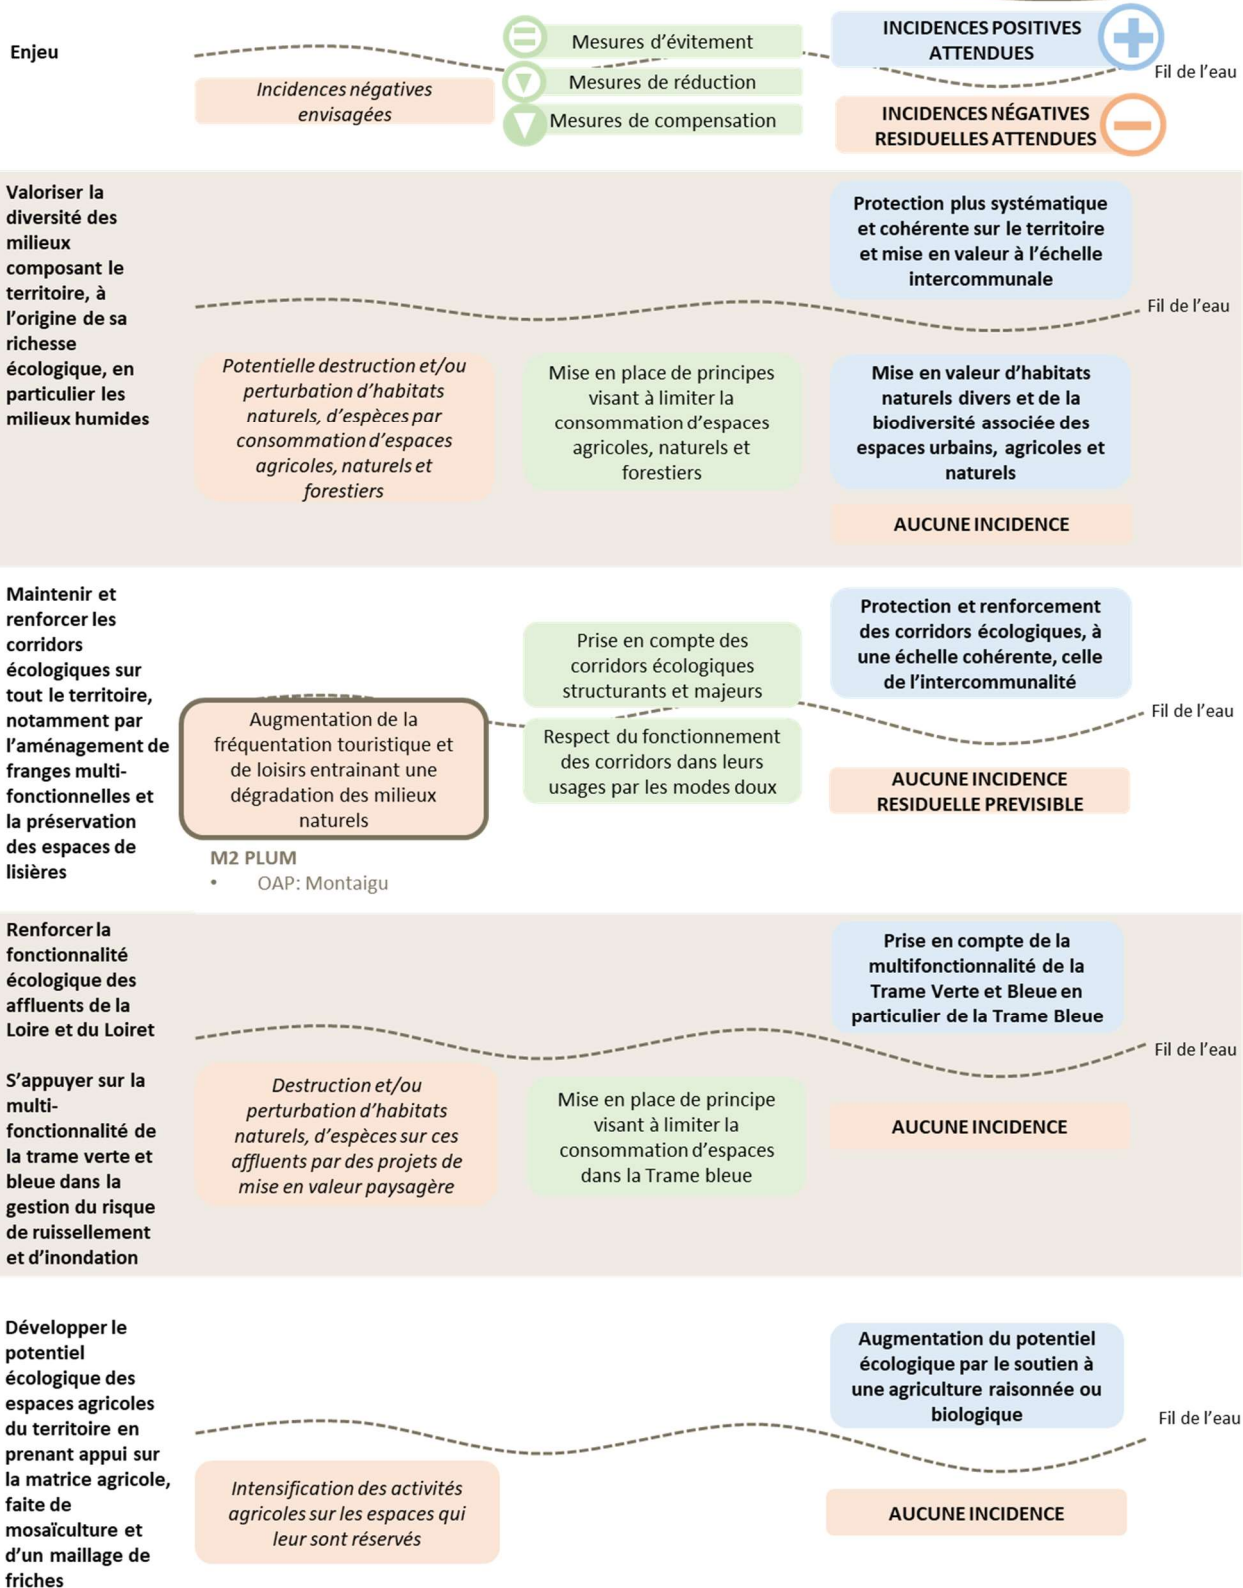 Enjeu
Incidences négatives
envisagées
Mesures d'évitement
Mesures de réduction
Mesures de compensation
INCIDENCES POSITIVES
ATTENDUES
Fil de l'eau
INCIDENCES NÉGATIVES
RESIDUELLES ATTENDUES
Valoriser la
diversité des
milieux
composant le
territoire, à
l'origine de sa
richesse
écologique, en
particulier les
milieux humides
Potentielle destruction et/ou
perturbation d'habitats
naturels, d'espèces par
consommation d'espaces
agricoles, naturels et
forestiers
Mise en place de principes
visant à limiter la
consommation d'espaces
agricoles, naturels et
forestiers
Protection plus systématique
et cohérente sur le territoire
et mise en valeur à l'échelle
intercommunale
Fil de l'eau
Mise en valeur d'habitats
naturels divers et de la
biodiversité associée des
espaces urbains, agricoles et
naturels
AUCUNE INCIDENCE
Maintenir et
renforcer les
corridors
écologiques sur
tout le territoire,
notamment par
l'aménagement de
franges multi-
fonctionnelles et
la préservation
des espaces de
lisières
Augmentation de la
fréquentation touristique et
de loisirs entrainant une
dégradation des milieux
naturels
M2 PLUM
• OAP: Montaigu
Prise en compte des
corridors écologiques
structurants et majeurs
Respect du fonctionnement
des corridors dans leurs
usages par les modes doux
Protection et renforcement
des corridors écologiques, à
une échelle cohérente, celle
de l'intercommunalité
Fil de l'eau
AUCUNE INCIDENCE
RESIDUELLE PREVISIBLE
Renforcer la
fonctionnalité
écologique des
affluents de la
Loire et du Loiret
S'appuyer sur la
multi-
fonctionnalité de
la trame verte et
bleue dans la
gestion du risque
de ruissellement
et d'inondation
Destruction et/ou
perturbation d'habitats
naturels, d'espèces sur ces
affluents par des projets de
mise en valeur paysagère
Mise en place de principe
visant à limiter la
consommation d'espaces
dans la Trame bleue
Prise en compte de la
multifonctionnalité de la
Trame Verte et Bleue en
particulier de la Trame Bleue
Fil de l'eau
AUCUNE INCIDENCE
Développer le
potentiel
écologique des
espaces agricoles
du territoire en
prenant appui sur
la matrice agricole,
faite de
mosaïculture et
d'un maillage de
friches
Intensification des activités
agricoles sur les espaces qui
leur sont réservés
Augmentation du potentiel
écologique par le soutien à
une agriculture raisonnée ou
biologique
Fil de l'eau
AUCUNE INCIDENCE